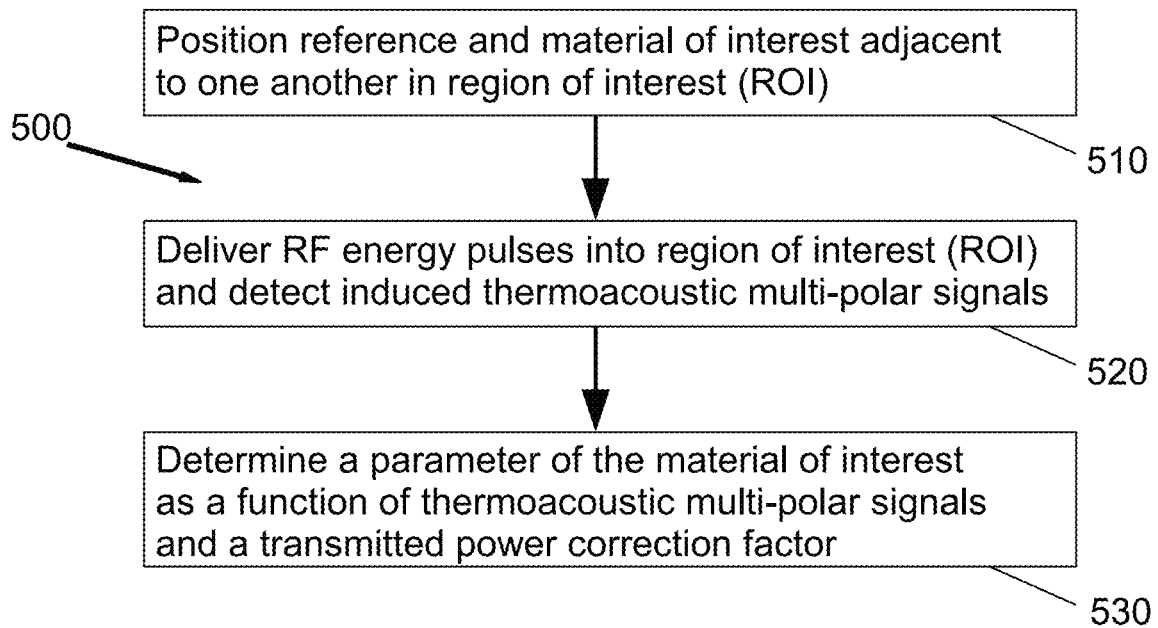 Position reference and material of interest adjacent
to one another in region of interest (ROI)
500
510
Deliver RF energy pulses into region of interest (ROI)
and detect induced thermoacoustic multi-polar signals
520
Determine a parameter of the material of interest
as a function of thermoacoustic multi-polar signals
and a transmitted power correction factor
530